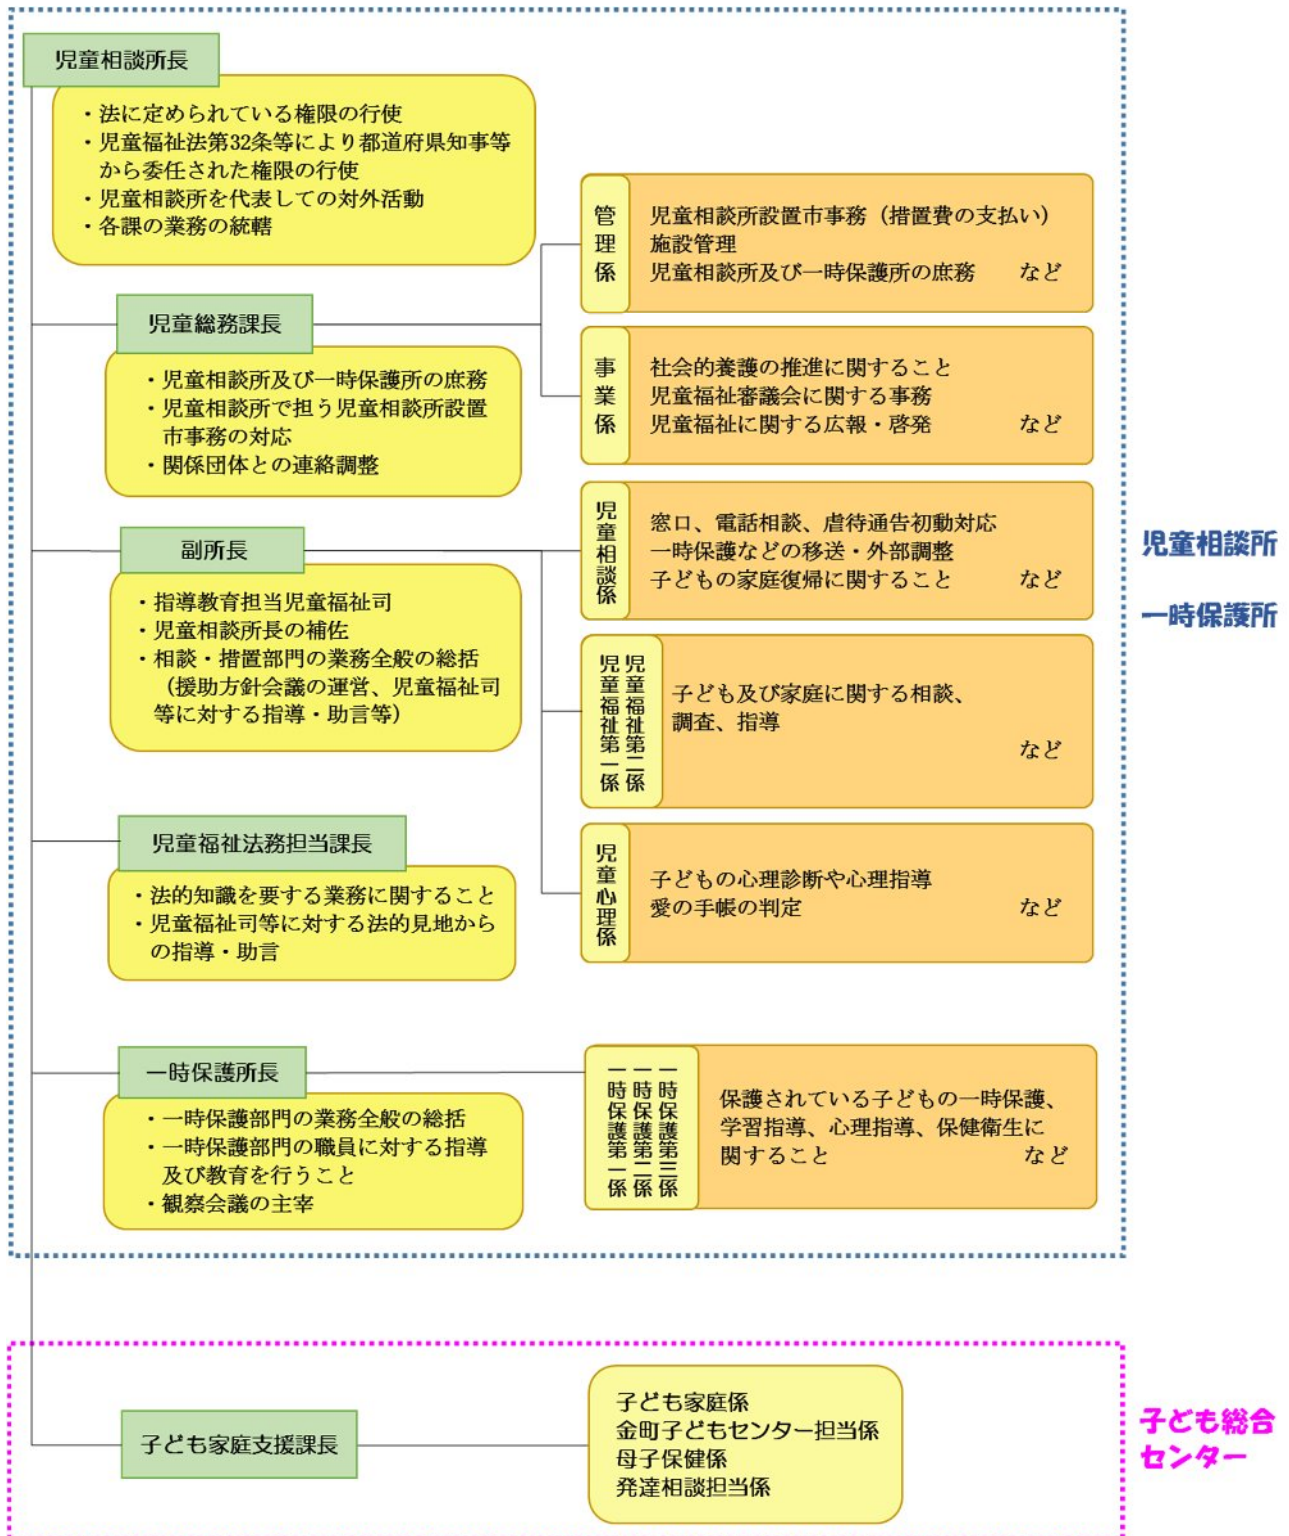 児童相談所長
・法に定められている権限の行使
・児童福祉法第32条等により都道府県知事等
から委任された権限の行使
・児童相談所を代表しての対外活動
・各課の業務の統轄
児童総務課長
・児童相談所及び一時保護所の庶務
・児童相談所で担う児童相談所設置
市事務の対応
・関係団体との連絡調整
管理係
児童相談所設置市事務（措置費の支払い）
施設管理
児童相談所及び一時保護所の庶務　など
事業係
社会的養護の推進に関すること
児童福祉審議会に関する事務
児童福祉に関する広報・啓発　など
副所長
・指導教育担当児童福祉司
・児童相談所長の補佐
・相談・措置部門の業務全般の総括
（援助方針会議の運営、児童福祉司
等に対する指導・助言等）
児童相談係
窓口、電話相談、虐待通告初動対応
一時保護などの移送・外部調整
子どもの家庭復帰に関すること　など
児童福祉第二係
児童福祉第一係
子ども及び家庭に関する相談、
調査、指導
など
児童心理係
子どもの心理診断や心理指導
愛の手帳の判定　など
児童福祉法務担当課長
・法的知識を要する業務に関すること
・児童福祉司等に対する法的見地から
の指導・助言
一時保護所長
・一時保護部門の業務全般の総括
・一時保護部門の職員に対する指導
及び教育を行うこと
・観察会議の主宰
一時保護第三係
一時保護第二係
一時保護第一係
保護されている子どもの一時保護、
学習指導、心理指導、保健衛生に
関すること　など
児童相談所
一時保護所
子ども家庭支援課長
子ども家庭係
金町子どもセンター担当係
母子保健係
発達相談担当係
子ども総合
センター